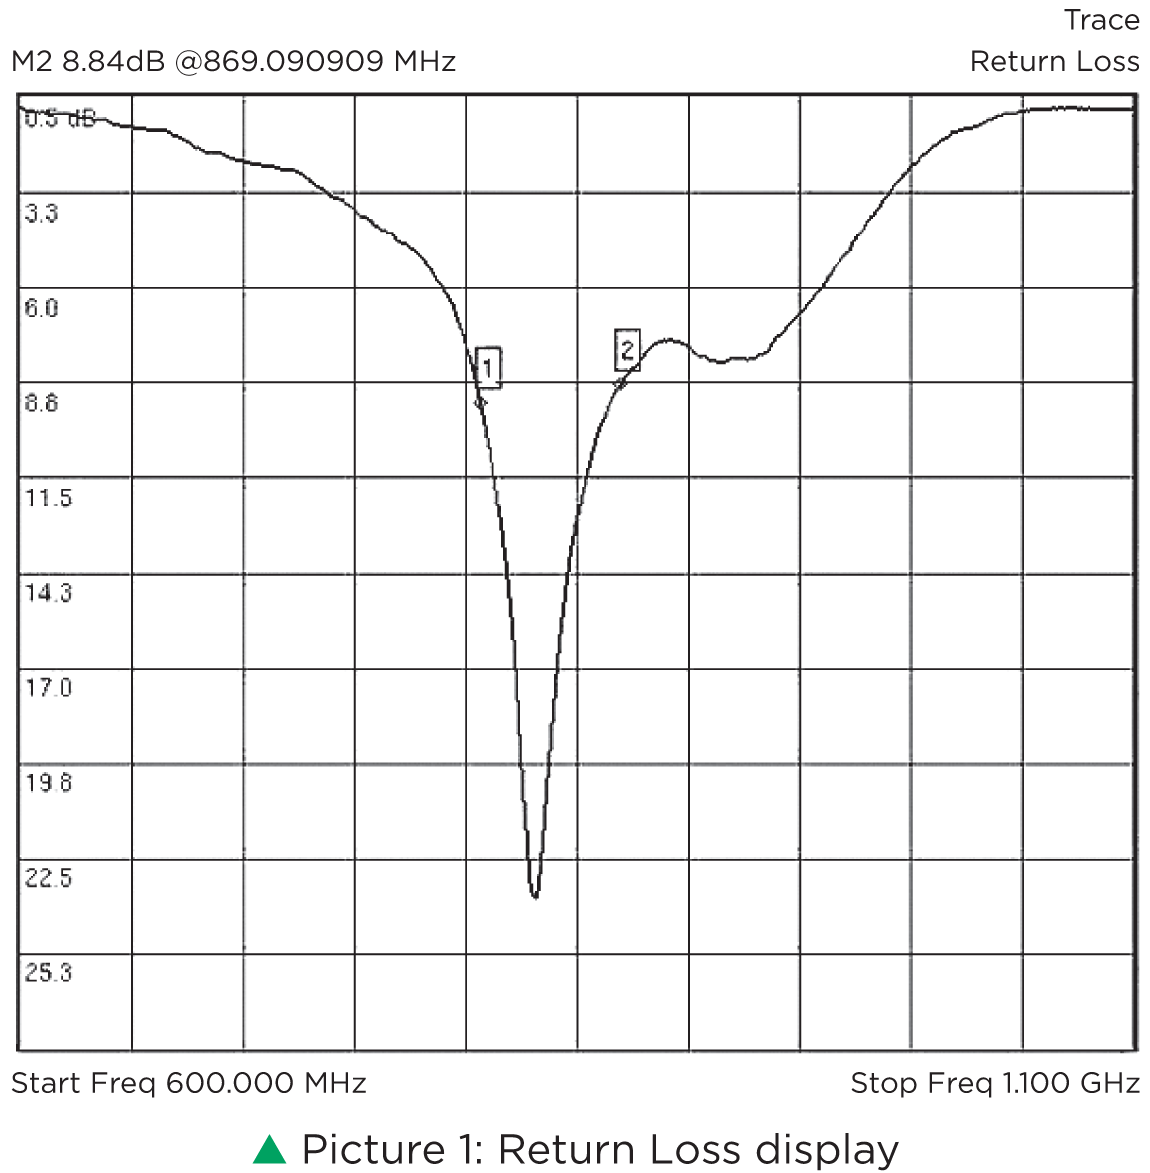 Trace
M2 8.84dB @869.090909 MHz
Return Loss
0.5 dB
3.3
6.0
1
2
8.8
11.5
14.3
17.0
19.8
22.5
25.3
Start Freq 600.000 MHz
Stop Freq 1.100 GHz
Picture 1: Return Loss display